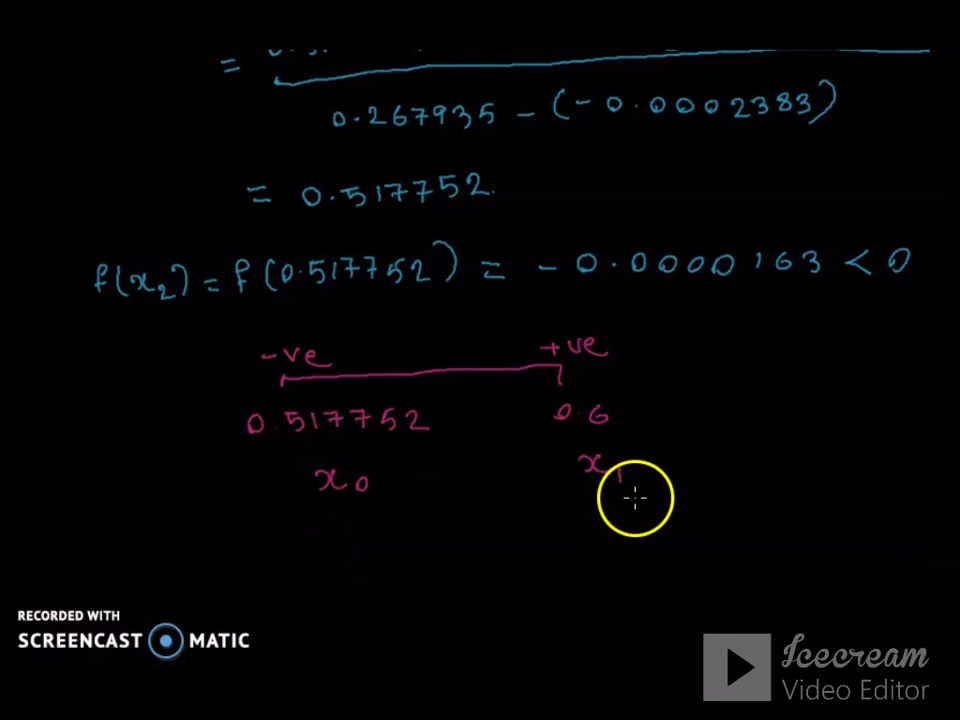 =
0.267935 - (-0.0002383)
= 0.517752.
f(x₂) = f(0.517752) = -0.0000163 < 0
-ve +ve
0.517752 0.6
x₀ x₁
RECORDED WITH
SCREENCAST MATIC
Icecream
Video Editor